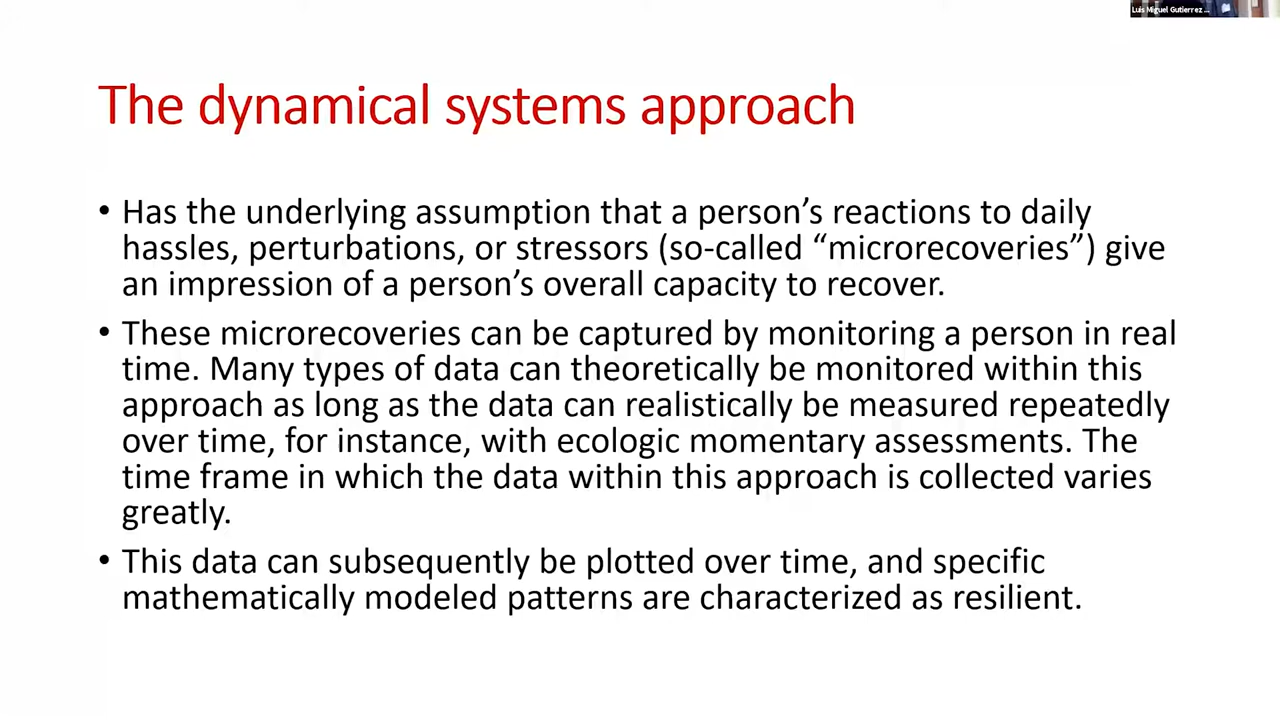 Luis Miguel Gutierrez ...
The dynamical systems approach
• Has the underlying assumption that a person’s reactions to daily
hassles, perturbations, or stressors (so-called “microrecoveries”) give
an impression of a person’s overall capacity to recover.
• These microrecoveries can be captured by monitoring a person in real
time. Many types of data can theoretically be monitored within this
approach as long as the data can realistically be measured repeatedly
over time, for instance, with ecologic momentary assessments. The
time frame in which the data within this approach is collected varies
greatly.
• This data can subsequently be plotted over time, and specific
mathematically modeled patterns are characterized as resilient.